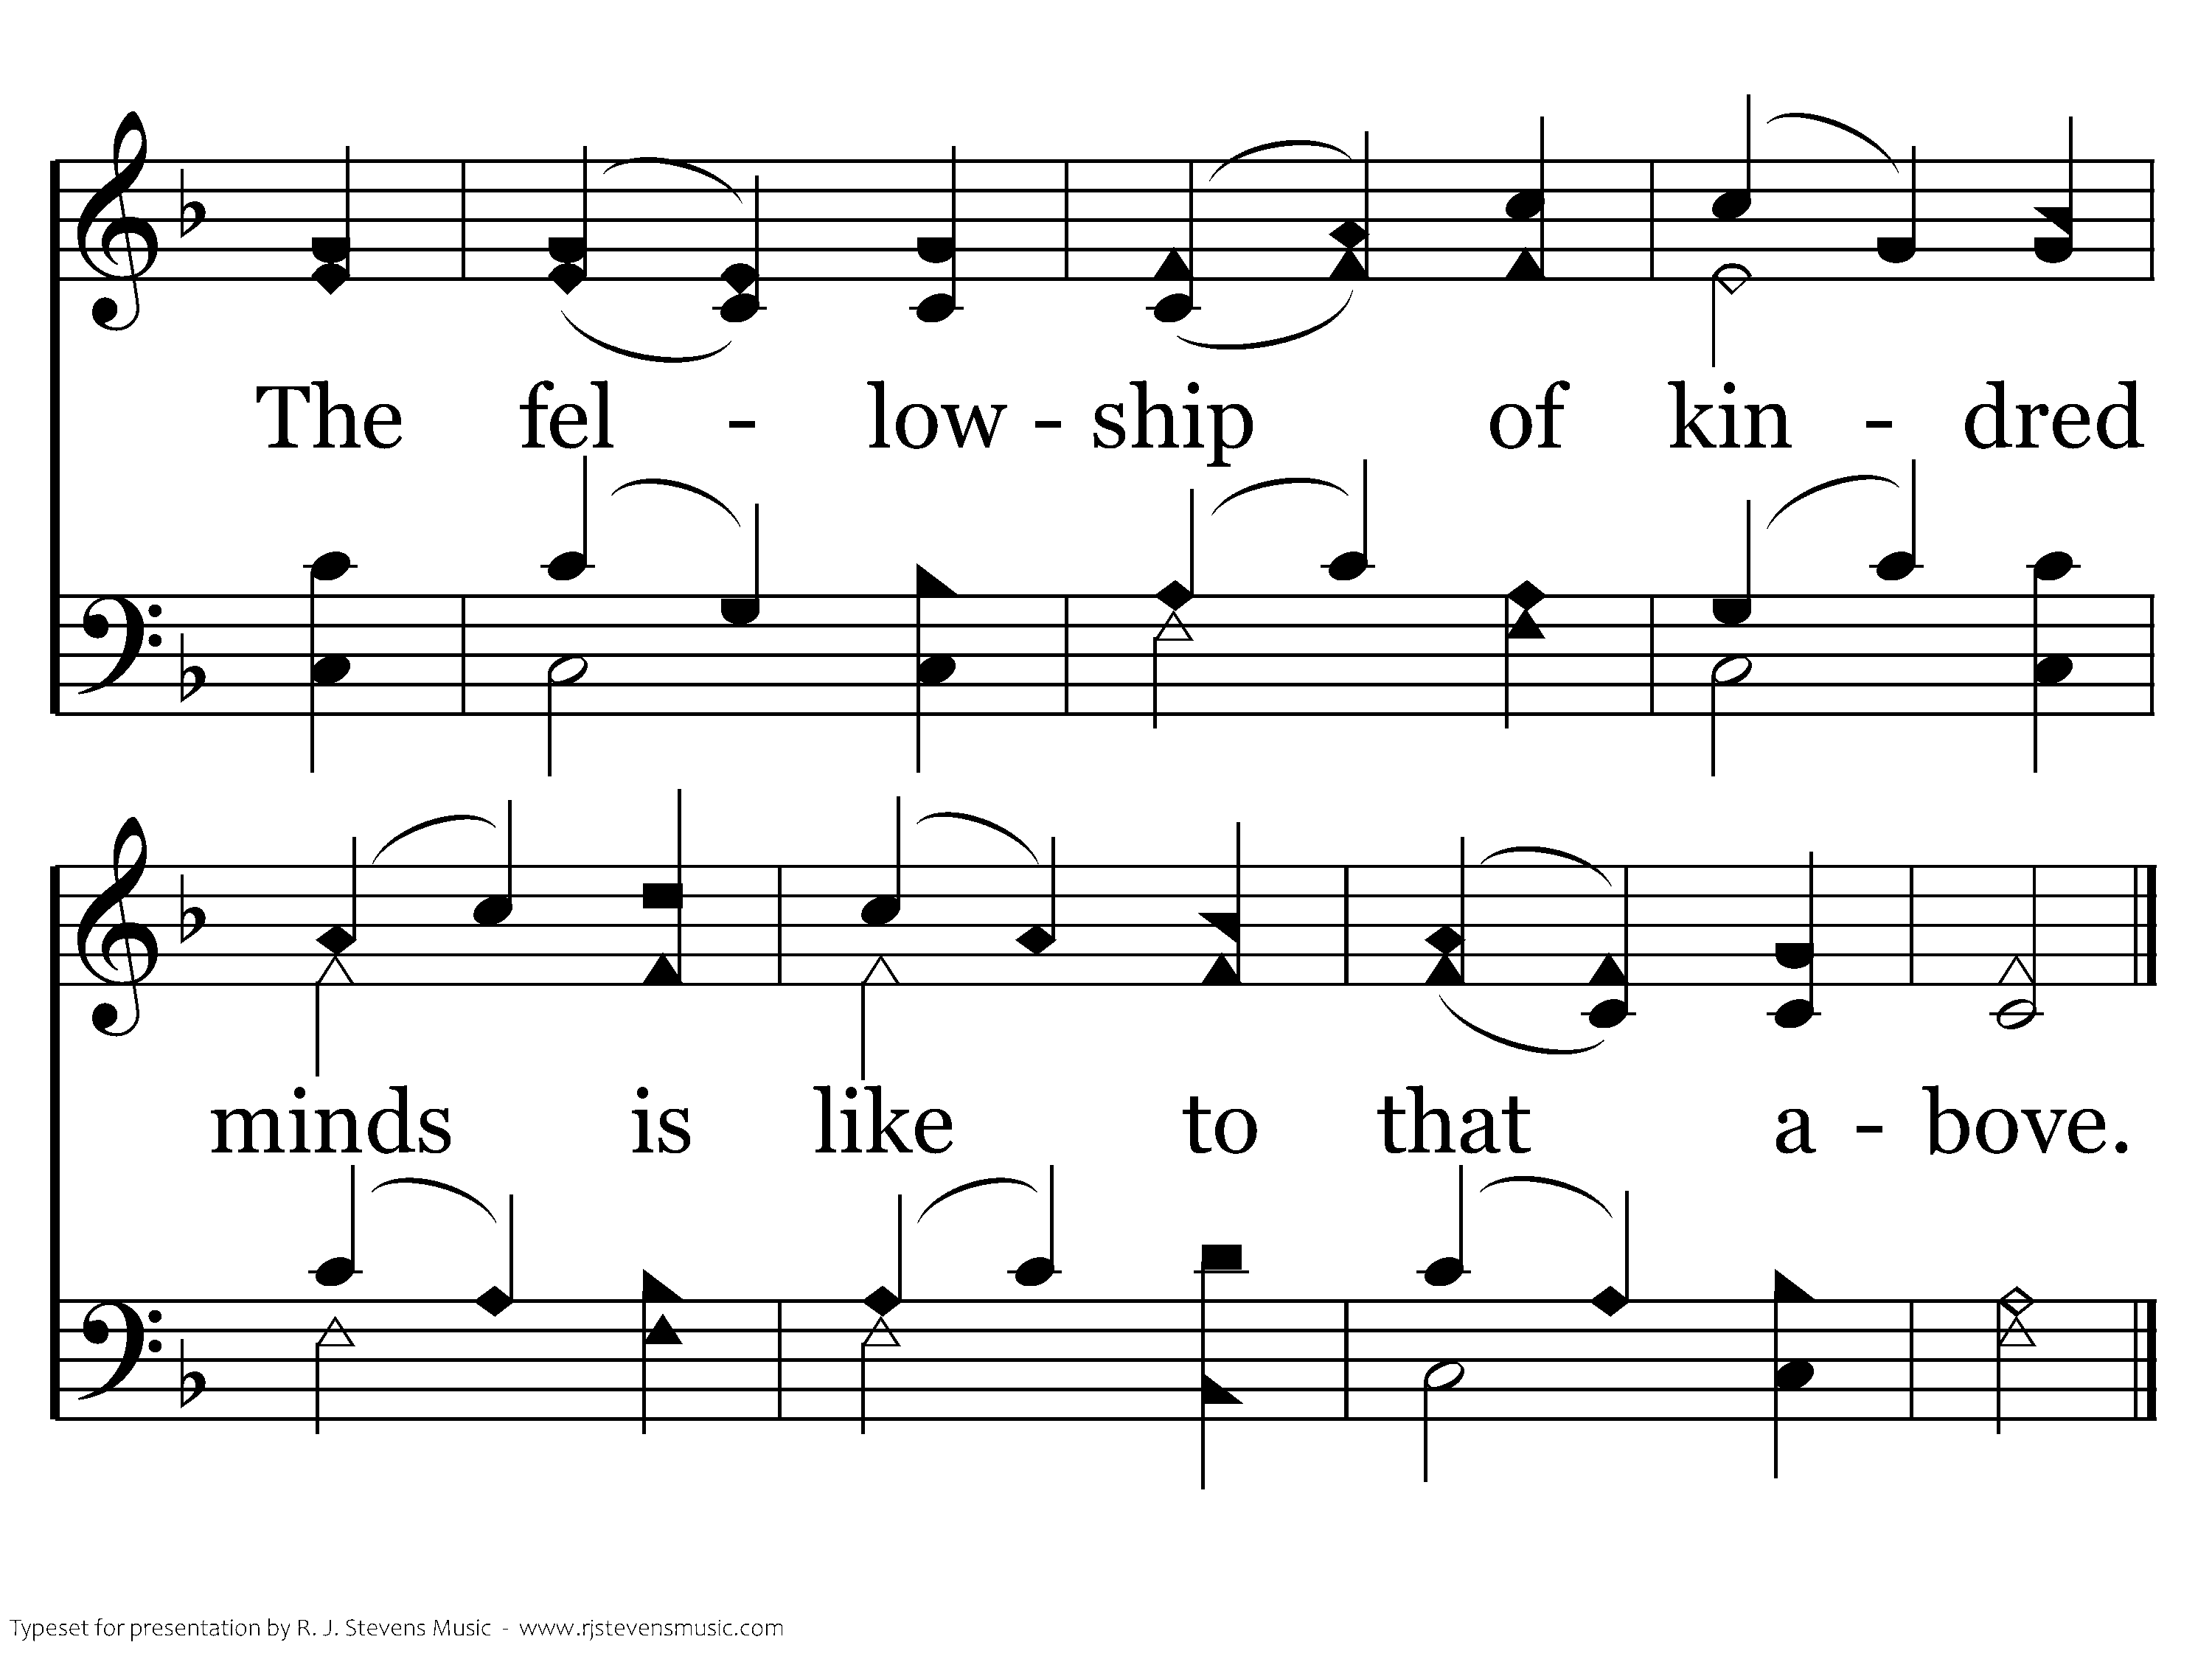 The fel - low - ship of kin - dred
minds is like to that a - bove.
Typeset for presentation by R. J. Stevens Music - www.rjstevensmusic.com